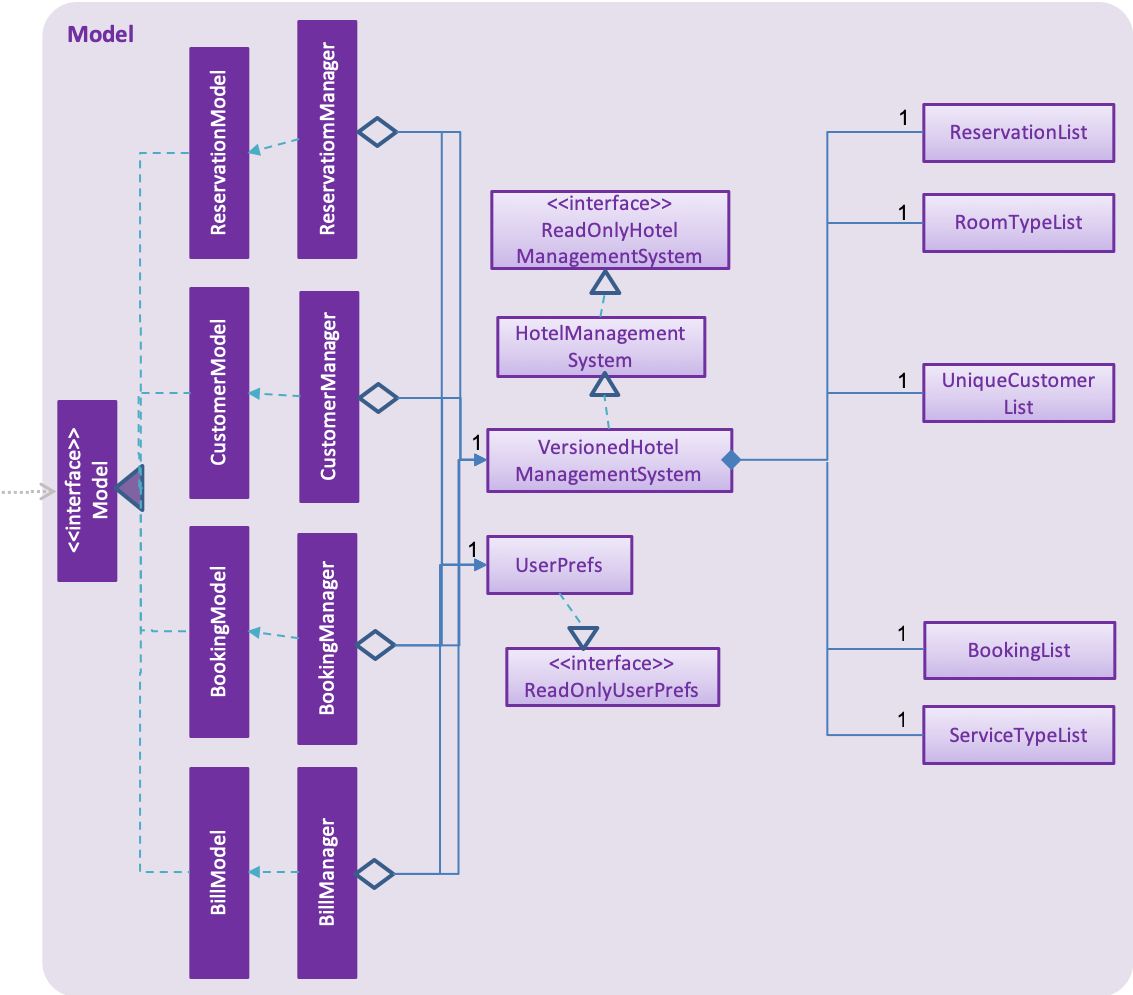 Model
ReservationModel
ReservatiomManager
1
ReservationList
1
RoomTypeList
<<interface>>
ReadOnlyHotel
ManagementSystem
HotelManagement
System
CustomerModel
CustomerManager
1
UniqueCustomer
List
<<interface>>
Model
1
VersionedHotel
ManagementSystem
1
UserPrefs
<<interface>>
ReadOnlyUserPrefs
BookingModel
BookingManager
1
BookingList
1
ServiceTypeList
BillModel
BillManager